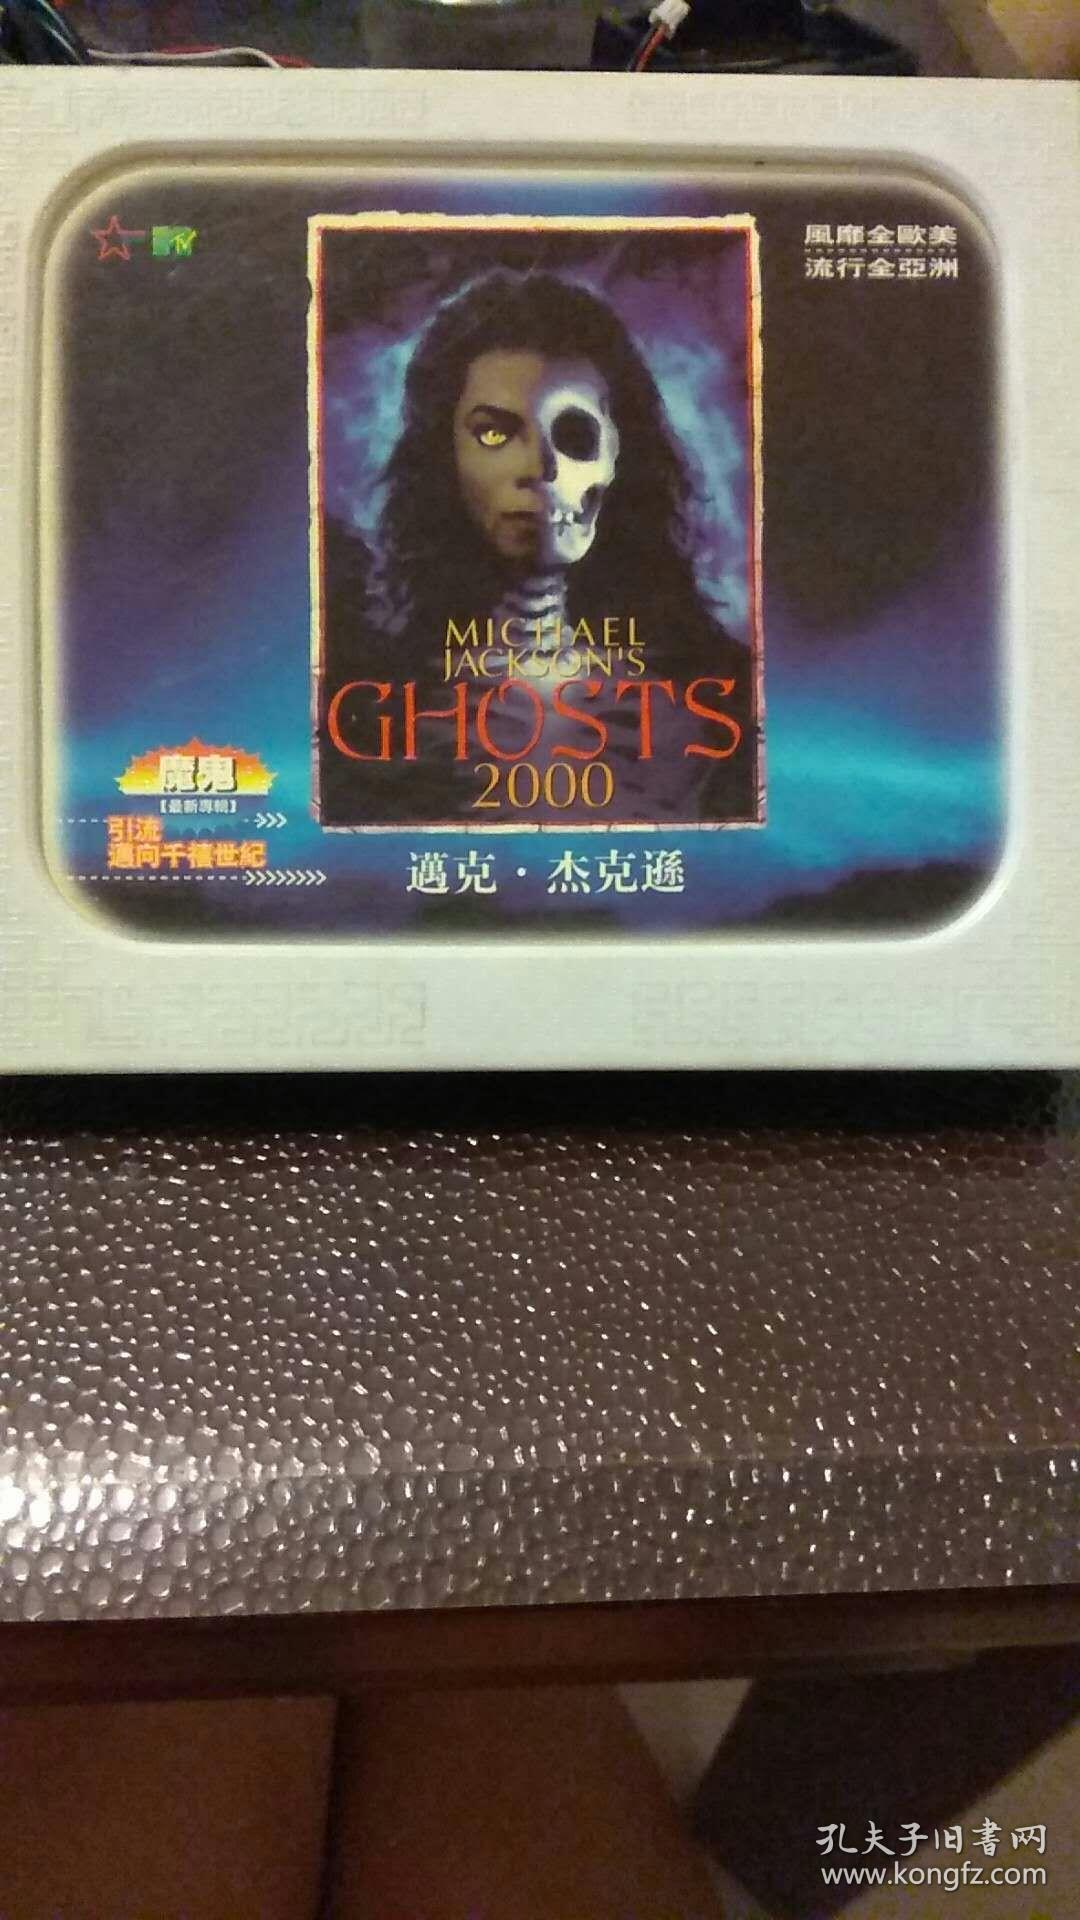 MTV
風靡全歐美
流行全亞洲
MICHAEL
JACKSON'S
GHOSTS
2000
魔鬼
【最新專輯】
引流
邁向千禧世紀
邁克·杰克遜
孔夫子旧書网
www.kongfz.com